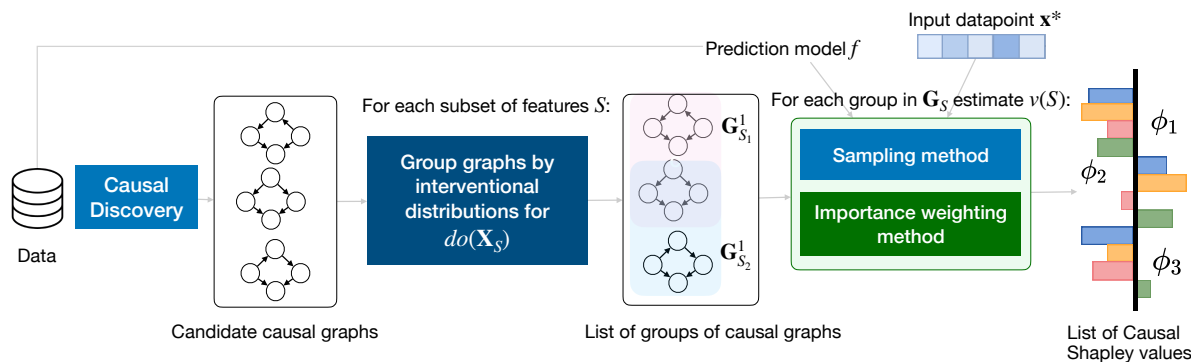 Input datapoint x*
Prediction model f
For each subset of features S:
For each group in G_S estimate v(S):
Causal
Discovery
Data
Group graphs by
interventional
distributions for
do(X_S)
G^1_{S_1}
G^1_{S_2}
Sampling method
Importance weighting
method
ϕ_1
ϕ_2
ϕ_3
Candidate causal graphs
List of groups of causal graphs
List of Causal
Shapley values